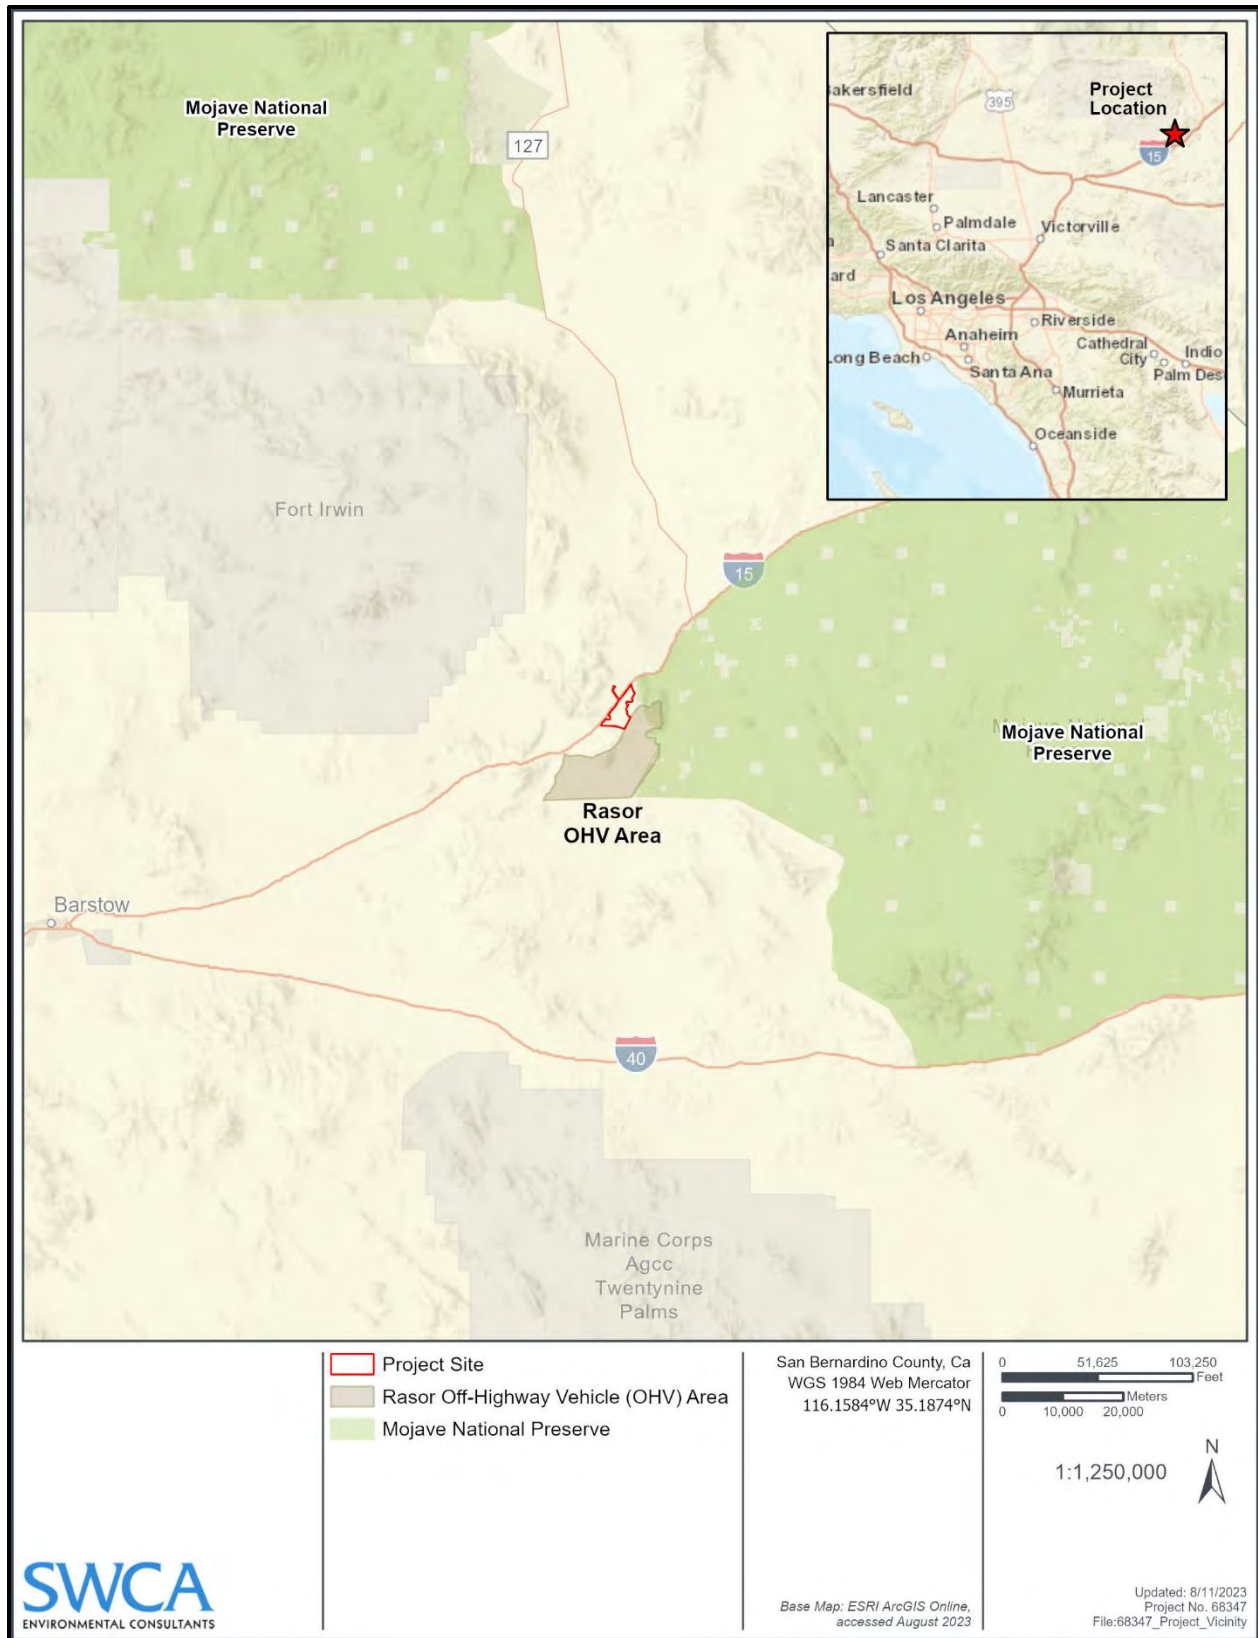 Mojave National
Preserve
127
Fort Irwin
15
Mojave National
Preserve
Rasor
OHV Area
Barstow
40
Marine Corps
Agcc
Twentynine
Palms
akersfield
395
Project
Location
15
Lancaster
Palmdale
Victorville
Santa Clarita
ard
Los Angeles
Riverside
Anaheim
Cathedral
City
Indio
ong Beach
Santa Ana
Palm Des
Murrieta
Oceanside
Project Site
Rasor Off-Highway Vehicle (OHV) Area
Mojave National Preserve
San Bernardino County, Ca
WGS 1984 Web Mercator
116.1584°W 35.1874°N
0 51,625 103,250
Feet
Meters
0 10,000 20,000
N
1:1,250,000
SWCA
ENVIRONMENTAL CONSULTANTS
Base Map: ESRI ArcGIS Online,
accessed August 2023
Updated: 8/11/2023
Project No. 68347
File:68347_Project_Vicinity